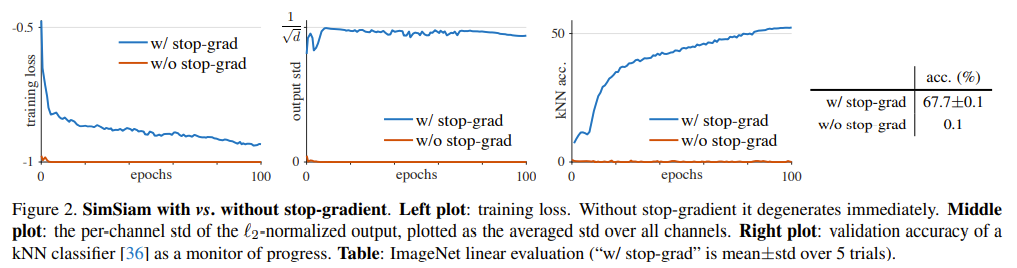 -0.5
w/ stop-grad
w/o stop-grad
training loss
-1
0
epochs
100
1
√d
output std
w/ stop-grad
w/o stop-grad
0
0
epochs
100
50
kNN acc.
w/ stop-grad
w/o stop-grad
0
0
epochs
100
acc. (%)
w/ stop-grad 67.7±0.1
w/o stop-grad 0.1
Figure 2. SimSiam with vs. without stop-gradient. Left plot: training loss. Without stop-gradient it degenerates immediately. Middle
plot: the per-channel std of the ℓ2-normalized output, plotted as the averaged std over all channels. Right plot: validation accuracy of a
kNN classifier [36] as a monitor of progress. Table: ImageNet linear evaluation (“w/ stop-grad” is mean±std over 5 trials).